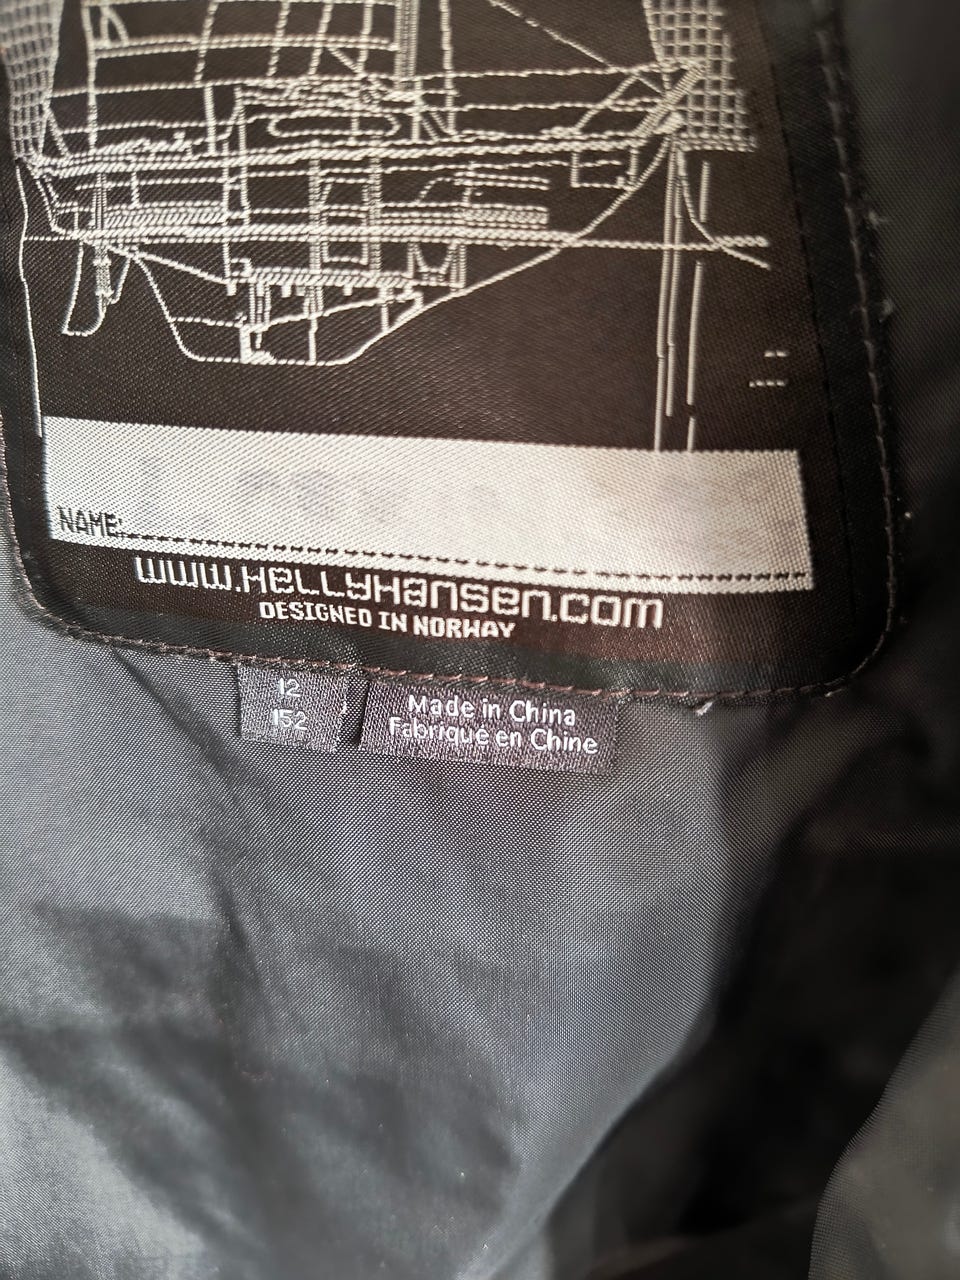 NAME:
www.HeLLyHansen.com
DESIGNED IN NORWAY
12
152
Made in China
Fabriqué en Chine